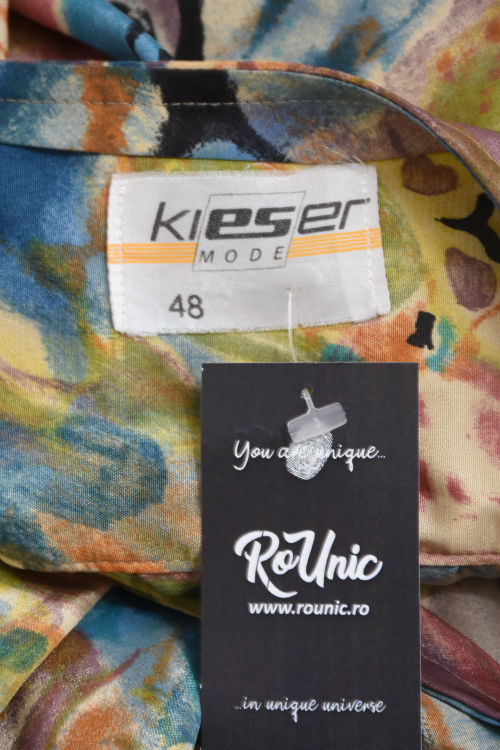 kieser
MODE
48
You are unique...
RoUnic
www.rounic.ro
...in unique universe